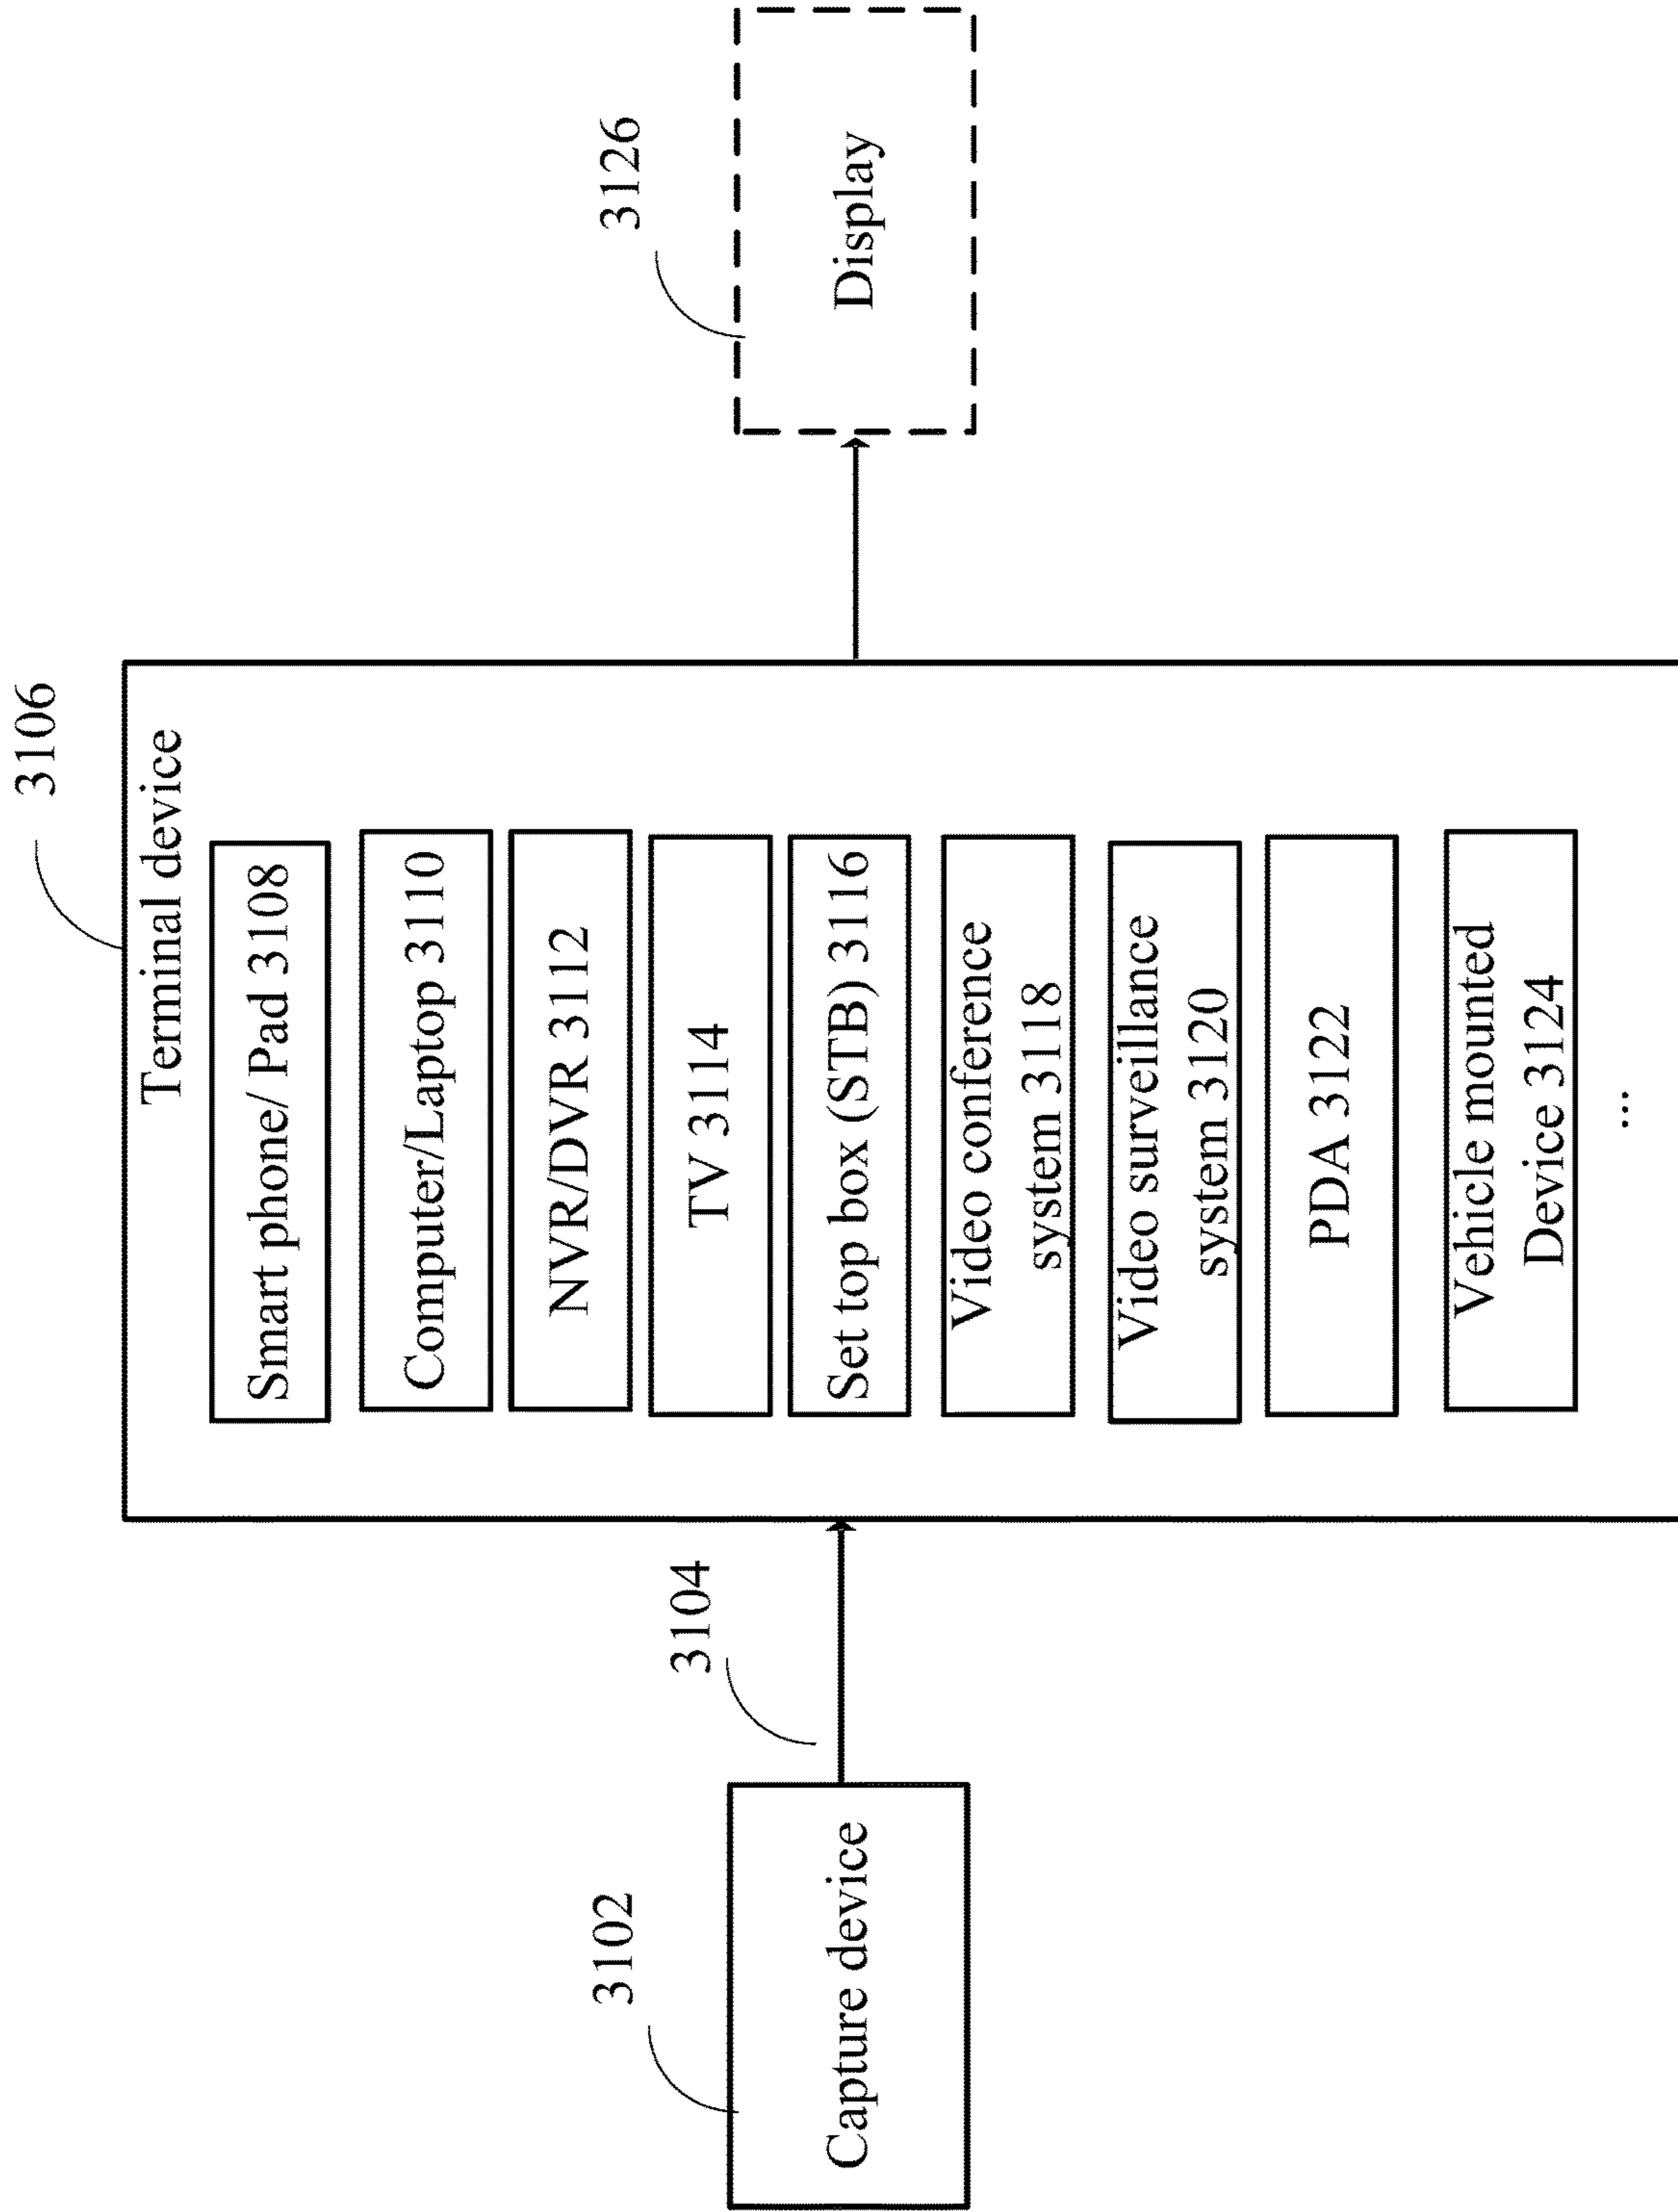 3106
Terminal device
Smart phone/ Pad 3108
Computer/Laptop 3110
NVR/DVR 3112
TV 3114
Set top box (STB) 3116
Video conference
system 3118
Video surveillance
system 3120
PDA 3122
Vehicle mounted
Device 3124
...
3102
Capture device
3104
3126
Display